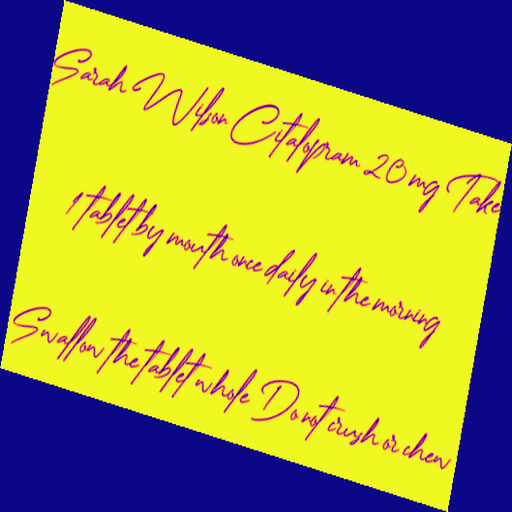 Sarah Wilson Citalopram 20 mg Take
1 tablet by mouth once daily in the morning
Swallow the tablet whole Do not crush or chew